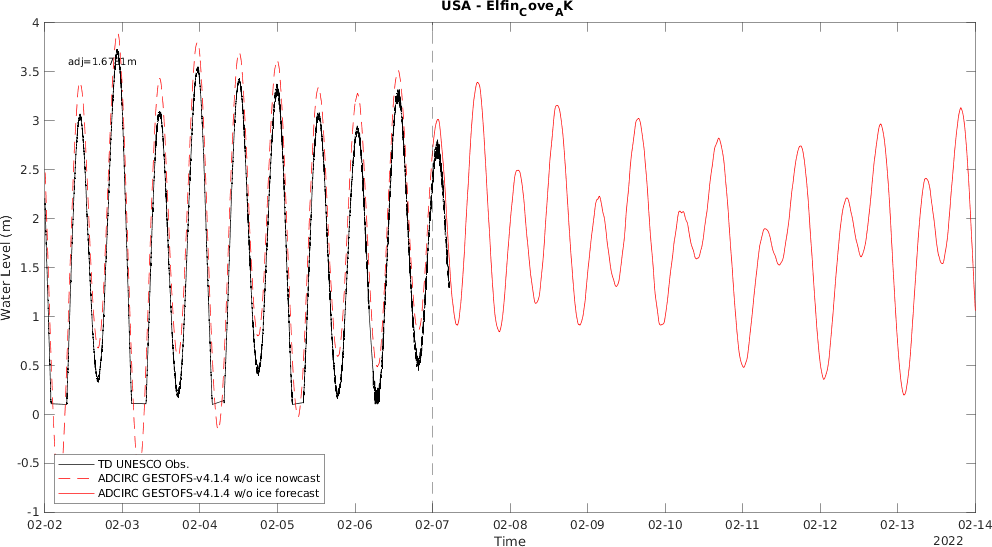 USA - Elfin_Cove_AK
4
3.5
3
2.5
2
1.5
1
0.5
0
-0.5
-1
Water Level (m)
TD UNESCO Obs.
ADCIRC GESTOFS-v4.1.4 w/o ice nowcast
ADCIRC GESTOFS-v4.1.4 w/o ice forecast
02-02 02-03 02-04 02-05 02-06 02-07 02-08 02-09 02-10 02-11 02-12 02-13 02-14
Time
2022